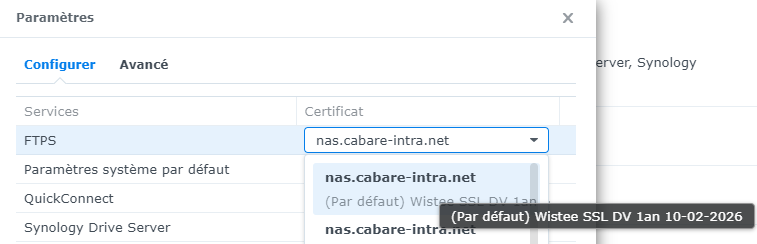 Paramètres
Configurer Avancé
erver, Synology
Services Certificat
FTPS nas.cabare-intra.net
Paramètres système par défaut nas.cabare-intra.net
QuickConnect (Par défaut) Wistee SSL DV 1an
(Par défaut) Wistee SSL DV 1an 10-02-2026
Synology Drive Server nas.cabare-intra.net